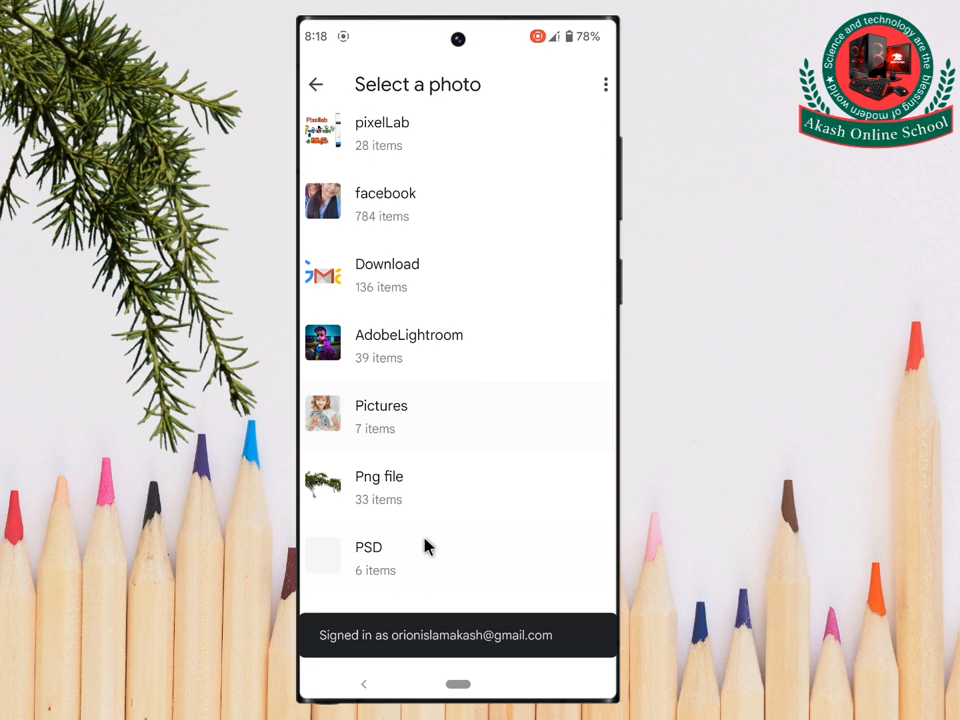 8:18
78%
Select a photo
pixelLab
28 items
facebook
784 items
Download
136 items
AdobeLightroom
39 items
Pictures
7 items
Png file
33 items
PSD
6 items
Signed in as orionislamakash@gmail.com
Science and technology are the
blessing of modern world
Akash Online School